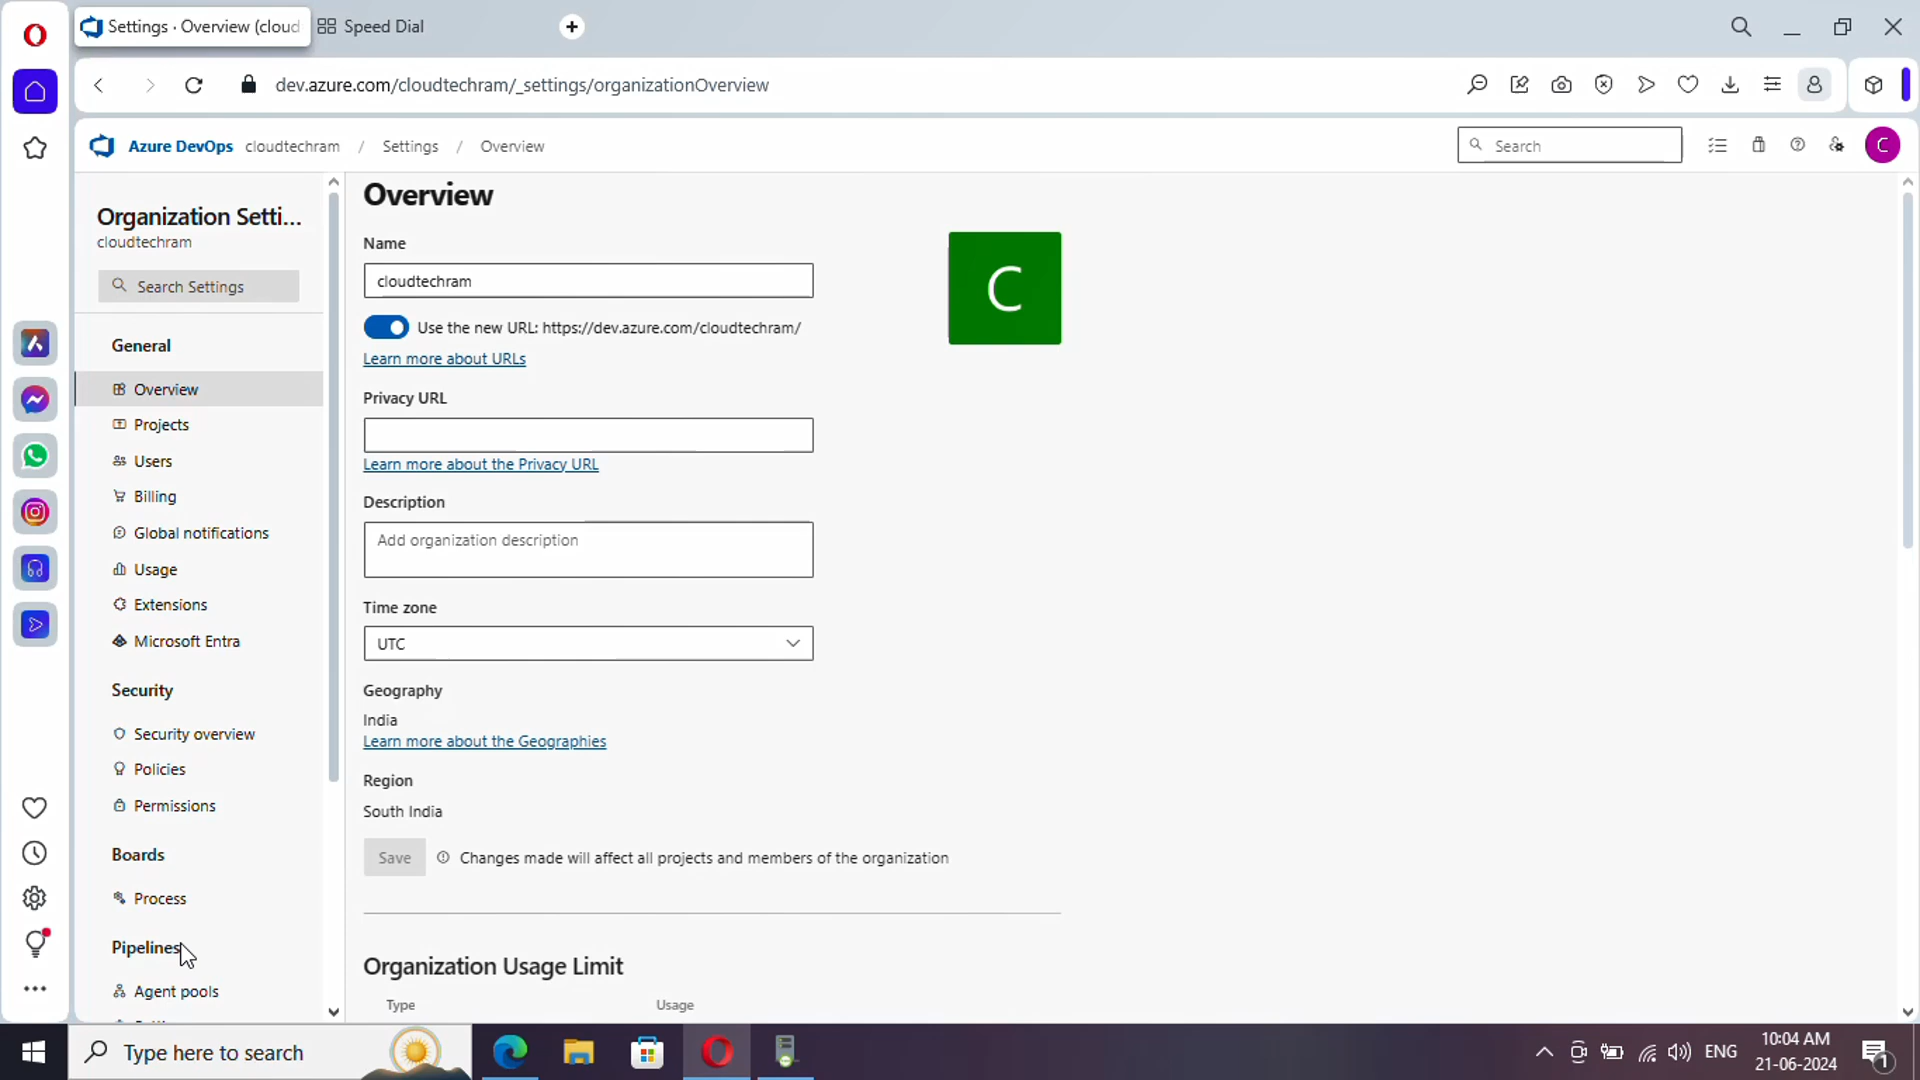 Settings · Overview (cloud
Speed Dial
dev.azure.com/cloudtechram/_settings/organizationOverview
Azure DevOps cloudtechram / Settings / Overview
Search
C
Organization Setti...
cloudtechram
Search Settings
General
Overview
Projects
Users
Billing
Global notifications
Usage
Extensions
Microsoft Entra
Security
Security overview
Policies
Permissions
Boards
Process
Pipelines
Agent pools
Overview
Name
cloudtechram
C
Use the new URL: https://dev.azure.com/cloudtechram/
Learn more about URLs
Privacy URL
Learn more about the Privacy URL
Description
Add organization description
Time zone
UTC
Geography
India
Learn more about the Geographies
Region
South India
Save
Changes made will affect all projects and members of the organization
Organization Usage Limit
Type Usage
Type here to search
ENG
10:04 AM
21-06-2024
1